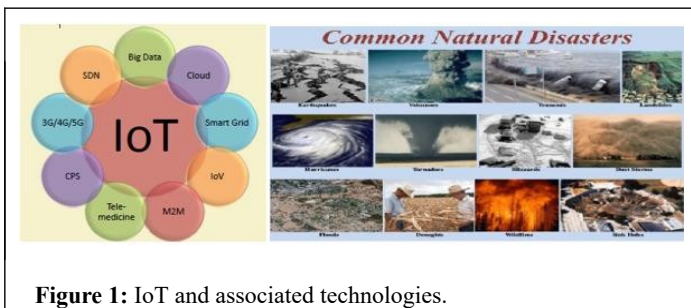 Big Data
SDN
Cloud
3G/4G/5G
IoT
Smart Grid
CPS
IoV
Tele-
medicine
M2M
Common Natural Disasters
Earthquakes
Volcanoes
Tsunamis
Landslides
Hurricanes
Tornadoes
Blizzards
Dust Storms
Floods
Droughts
Wildfires
Sink Holes
Figure 1: IoT and associated technologies.